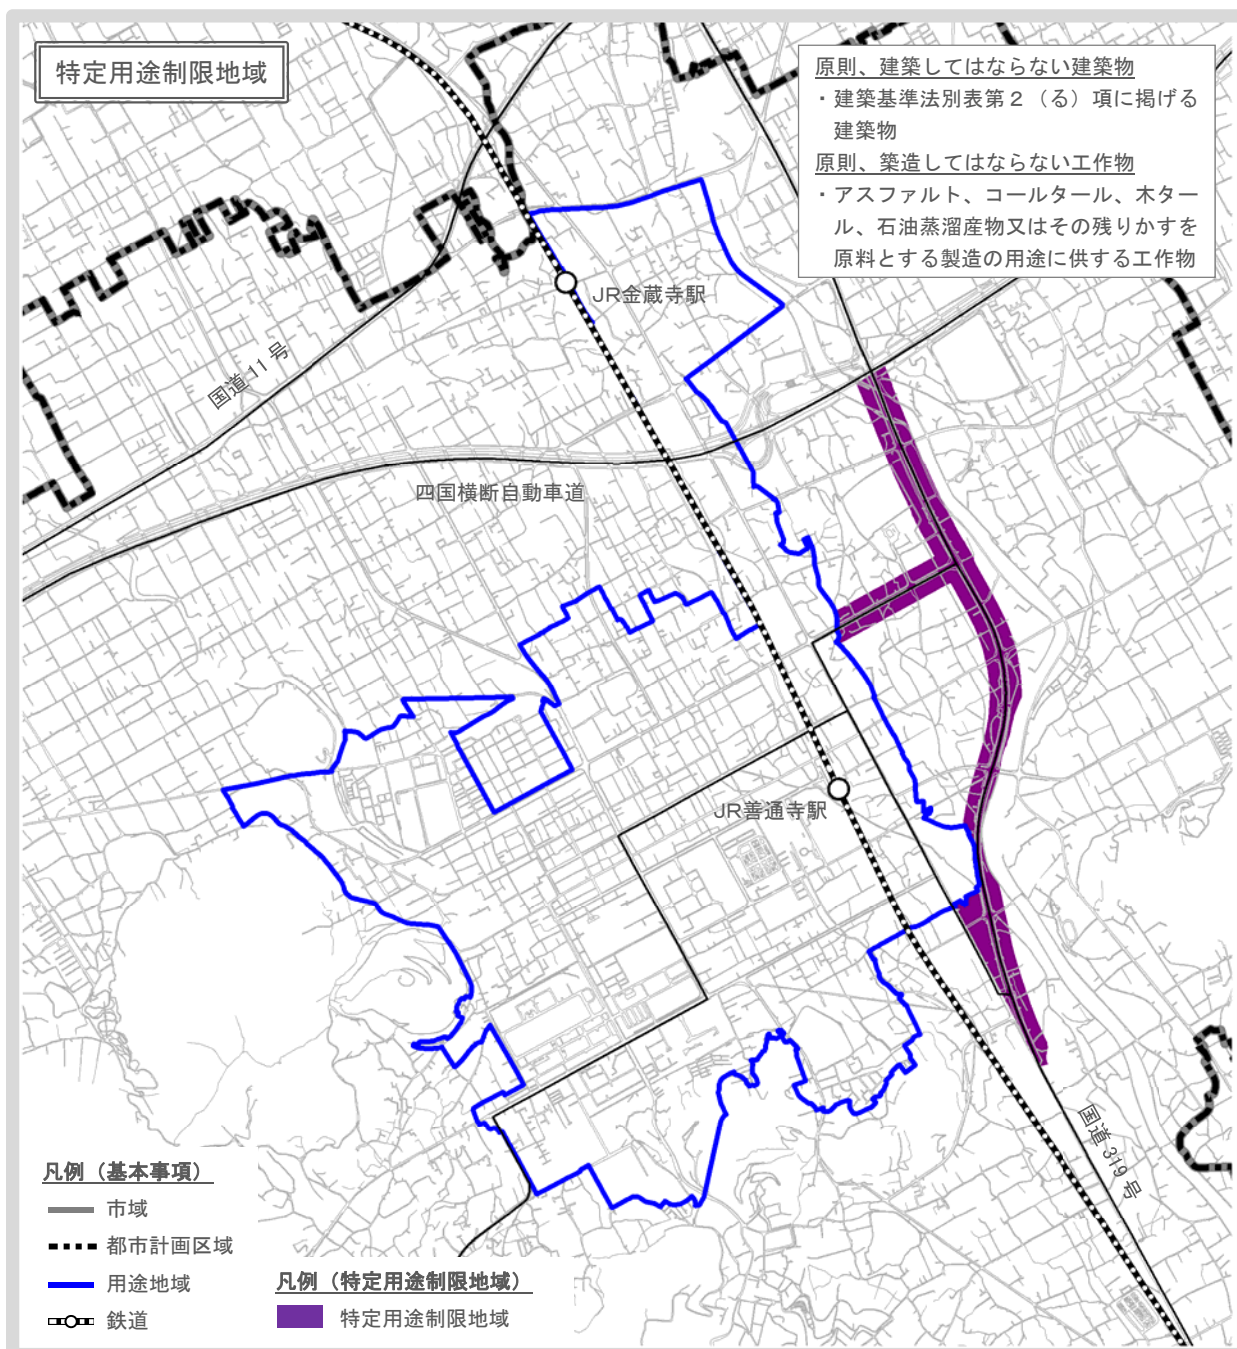 特定用途制限地域
原則、建築してはならない建築物
・建築基準法別表第２（る）項に掲げる
建築物
原則、築造してはならない工作物
・アスファルト、コールタール、木ター
ル、石油蒸溜産物又はその残りかすを
原料とする製造の用途に供する工作物
JR金蔵寺駅
国道 11 号
四国横断自動車道
JR善通寺駅
国道 319 号
凡例（基本事項）
市域
都市計画区域
用途地域
鉄道
凡例（特定用途制限地域）
特定用途制限地域